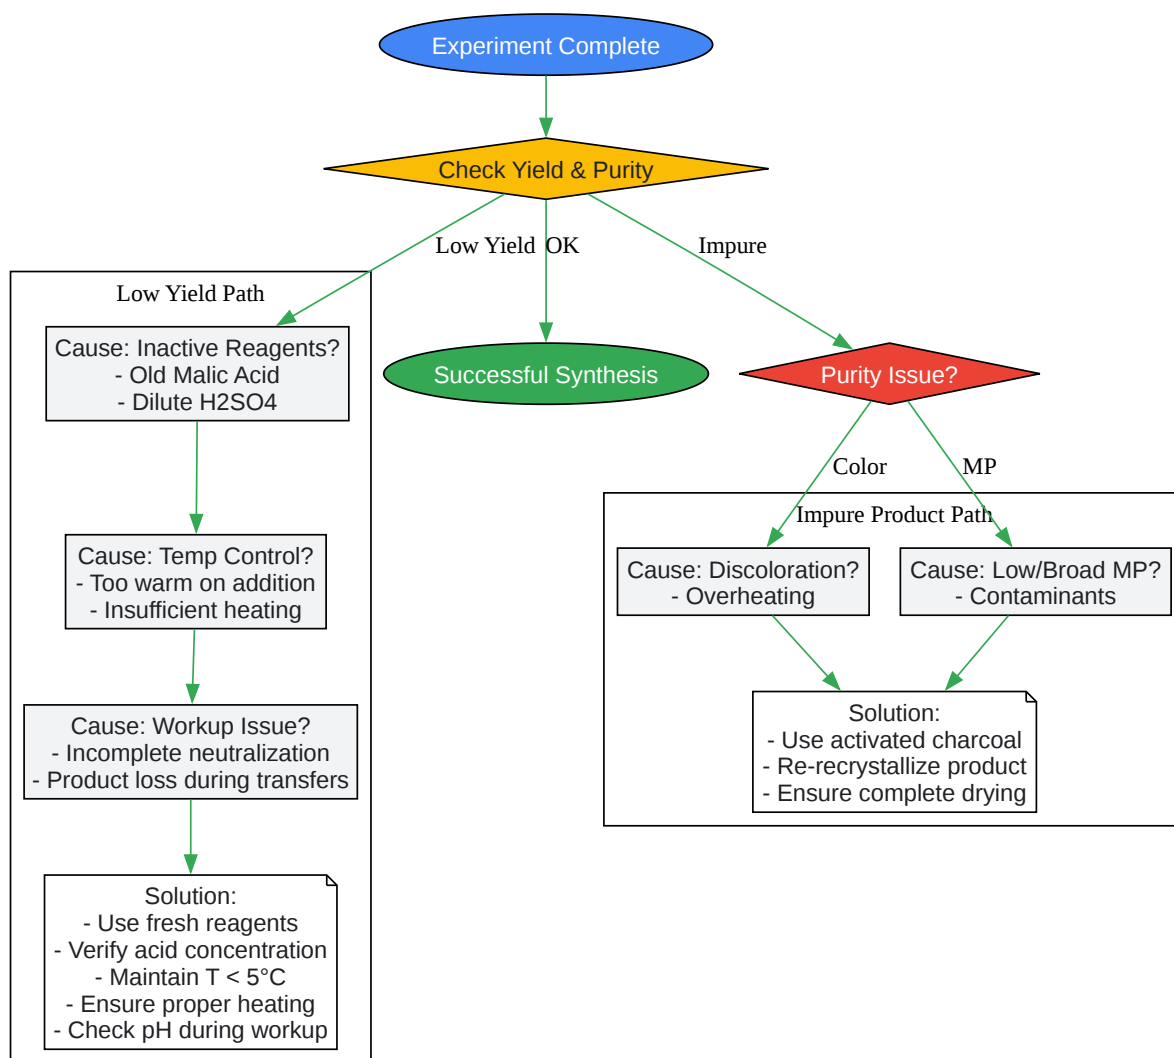 Experiment Complete
Check Yield & Purity
Low Yield
OK
Impure
Low Yield Path
Cause: Inactive Reagents?
- Old Malic Acid
- Dilute H2SO4
Successful Synthesis
Purity Issue?
Color
MP
Impure Product Path
Cause: Temp Control?
- Too warm on addition
- Insufficient heating
Cause: Discoloration?
- Overheating
Cause: Low/Broad MP?
- Contaminants
Cause: Workup Issue?
- Incomplete neutralization
- Product loss during transfers
Solution:
- Use activated charcoal
- Re-recrystallize product
- Ensure complete drying
Solution:
- Use fresh reagents
- Verify acid concentration
- Maintain T < 5°C
- Ensure proper heating
- Check pH during workup